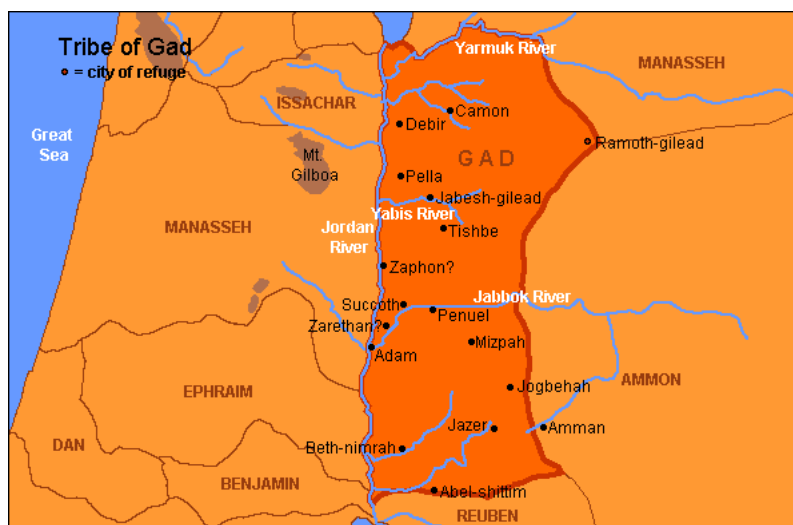 Tribe of Gad
= city of refuge
Yarmuk River
MANASSEH
ISSACHAR
Camon
Debir
Great
Sea
Ramoth-gilead
Mt.
Gilboa
GAD
Pella
Jabesh-gilead
Yabis River
MANASSEH
Jordan
River
Tishbe
Zaphon?
Jabbok River
Succoth
Penuel
Zarethan?
Mizpah
Adam
EPHRAIM
Jogbehah
AMMON
Jazer
Amman
DAN
Beth-nimrah
BENJAMIN
Abel-shittim
REUBEN